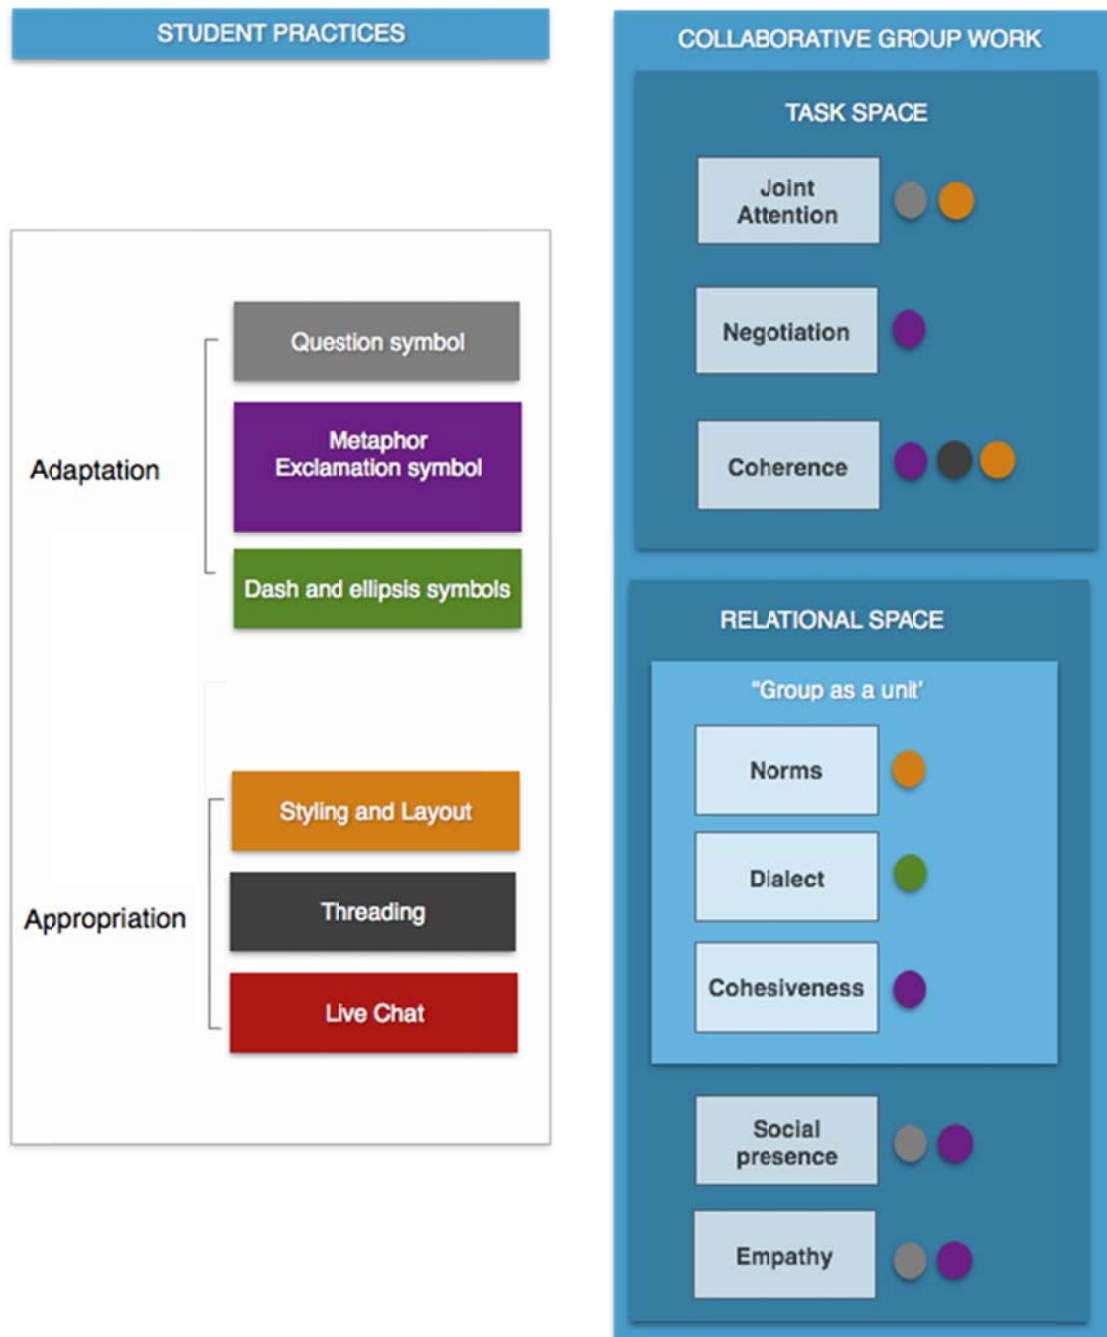 STUDENT PRACTICES
Adaptation
Question symbol
Metaphor
Exclamation symbol
Dash and ellipsis symbols
Appropriation
Styling and Layout
Threading
Live Chat
COLLABORATIVE GROUP WORK
TASK SPACE
Joint
Attention
Negotiation
Coherence
RELATIONAL SPACE
"Group as a unit'
Norms
Dialect
Cohesiveness
Social
presence
Empathy